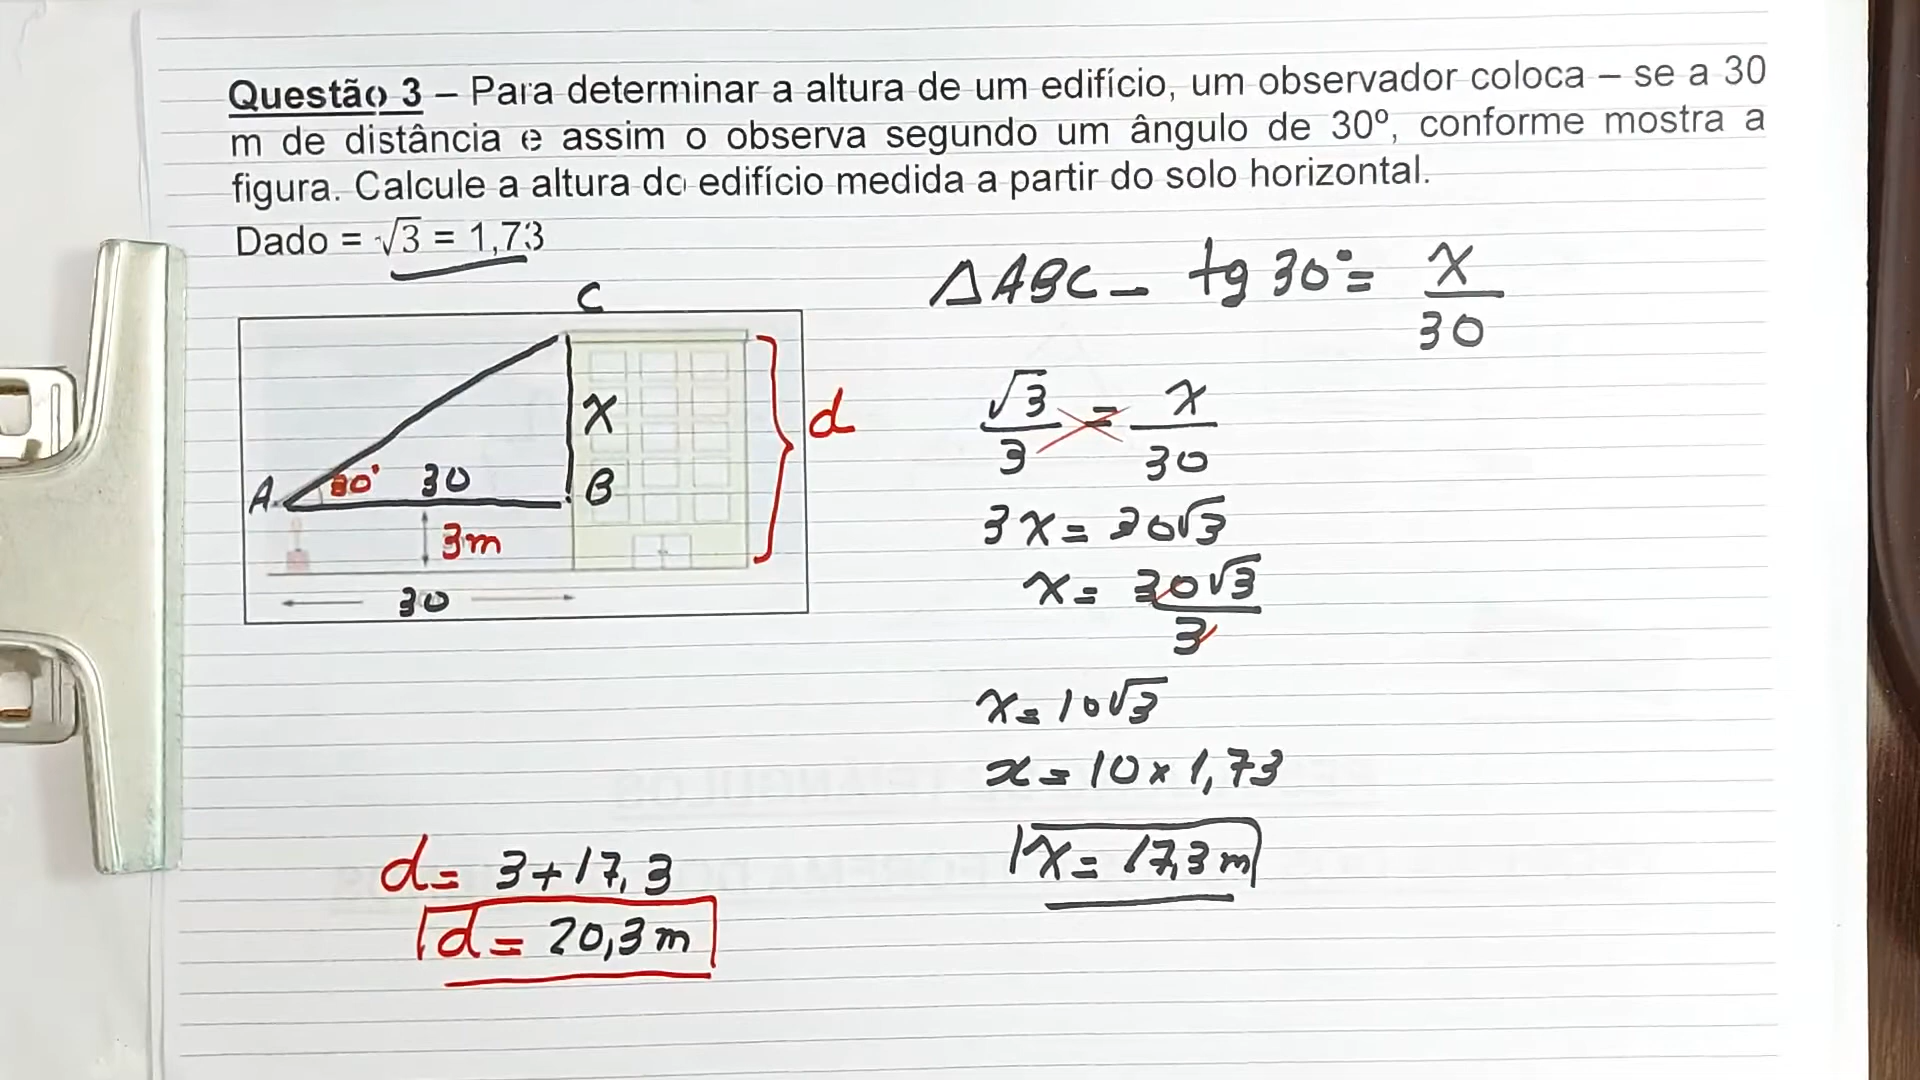 Questão 3 – Para determinar a altura de um edifício, um observador coloca – se a 30
m de distância e assim o observa segundo um ângulo de 30º, conforme mostra a
figura. Calcule a altura do edifício medida a partir do solo horizontal.
Dado = √3 = 1,73
C
X
d
A 30° 30 B
3m
30
△ABC – tg 30° = x/30
√3/3 = x/30
3x = 30√3
x = 30√3/3
x = 10√3
x = 10 × 1,73
x = 17,3 m
d = 3 + 17,3
d = 20,3 m